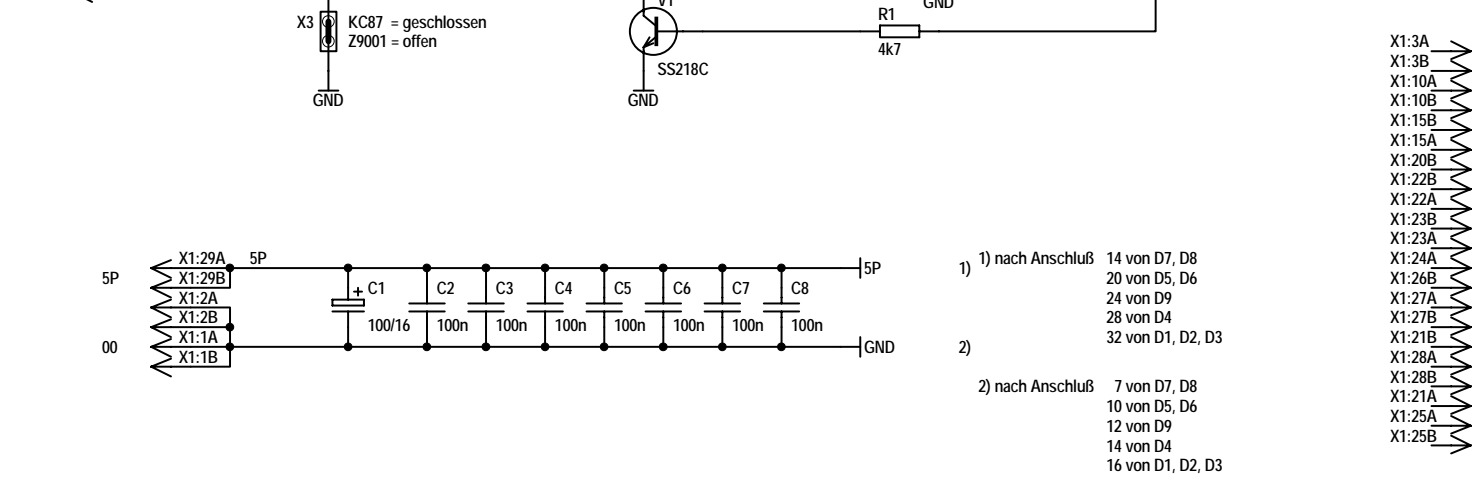 V1
GND
R1
4k7
X3
KC87 = geschlossen
Z9001 = offen
SS218C
GND
GND
X1:3A
X1:3B
X1:10A
X1:10B
X1:15B
X1:15A
X1:20B
X1:22B
X1:22A
X1:23B
X1:23A
X1:24A
X1:26B
X1:27A
X1:27B
X1:21B
X1:28A
X1:28B
X1:21A
X1:25A
X1:25B
5P
00
X1:29A
X1:29B
X1:2A
X1:2B
X1:1A
X1:1B
5P
+ C1
100/16
C2
100n
C3
100n
C4
100n
C5
100n
C6
100n
C7
100n
C8
100n
5P
GND
1)
2)
1) nach Anschluß 14 von D7, D8
20 von D5, D6
24 von D9
28 von D4
32 von D1, D2, D3
2) nach Anschluß 7 von D7, D8
10 von D5, D6
12 von D9
14 von D4
16 von D1, D2, D3